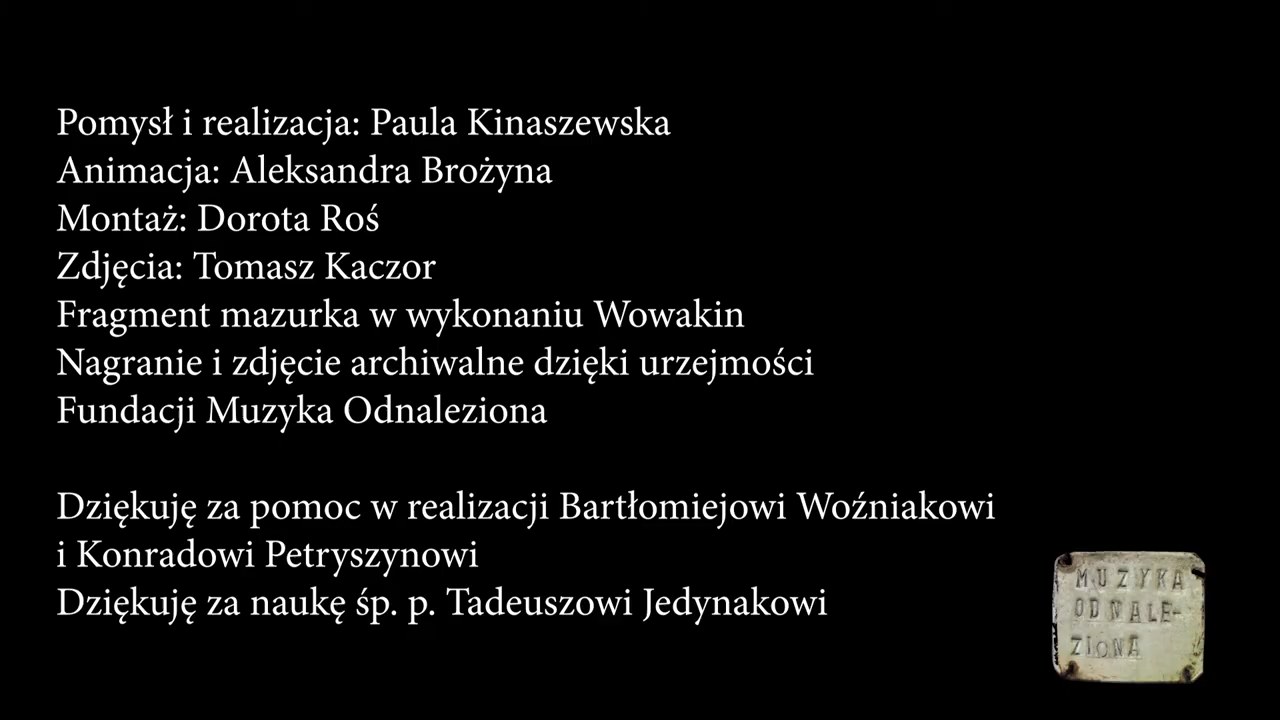 Pomysł i realizacja: Paula Kinaszewska
Animacja: Aleksandra Brożyna
Montaż: Dorota Roś
Zdjęcia: Tomasz Kaczor
Fragment mazurka w wykonaniu Wowakin
Nagranie i zdjęcie archiwalne dzięki urzejmości
Fundacji Muzyka Odnaleziona
Dziękuję za pomoc w realizacji Bartłomiejowi Woźniakowi
i Konradowi Petryszynowi
Dziękuję za naukę śp. p. Tadeuszowi Jedynakowi
MUZYKA
ODNALE-
ZIONA